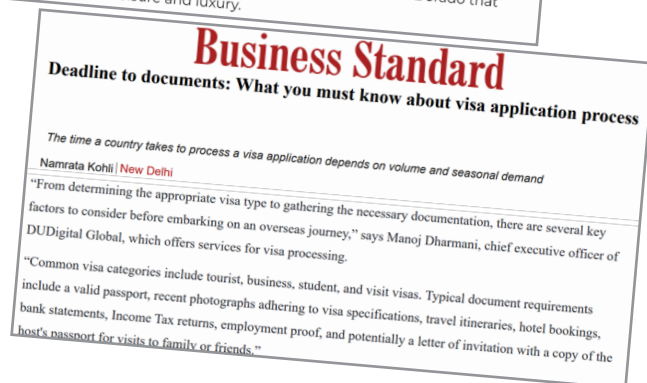 and luxury.
that
Business Standard
Deadline to documents: What you must know about visa application process
The time a country takes to process a visa application depends on volume and seasonal demand
Namrata Kohli | New Delhi
“From determining the appropriate visa type to gathering the necessary documentation, there are several key
factors to consider before embarking on an overseas journey,” says Manoj Dharmani, chief executive officer of
DUDigital Global, which offers services for visa processing.
“Common visa categories include tourist, business, student, and visit visas. Typical document requirements
include a valid passport, recent photographs adhering to visa specifications, travel itineraries, hotel bookings,
bank statements, Income Tax returns, employment proof, and potentially a letter of invitation with a copy of the
host's passport for visits to family or friends.”